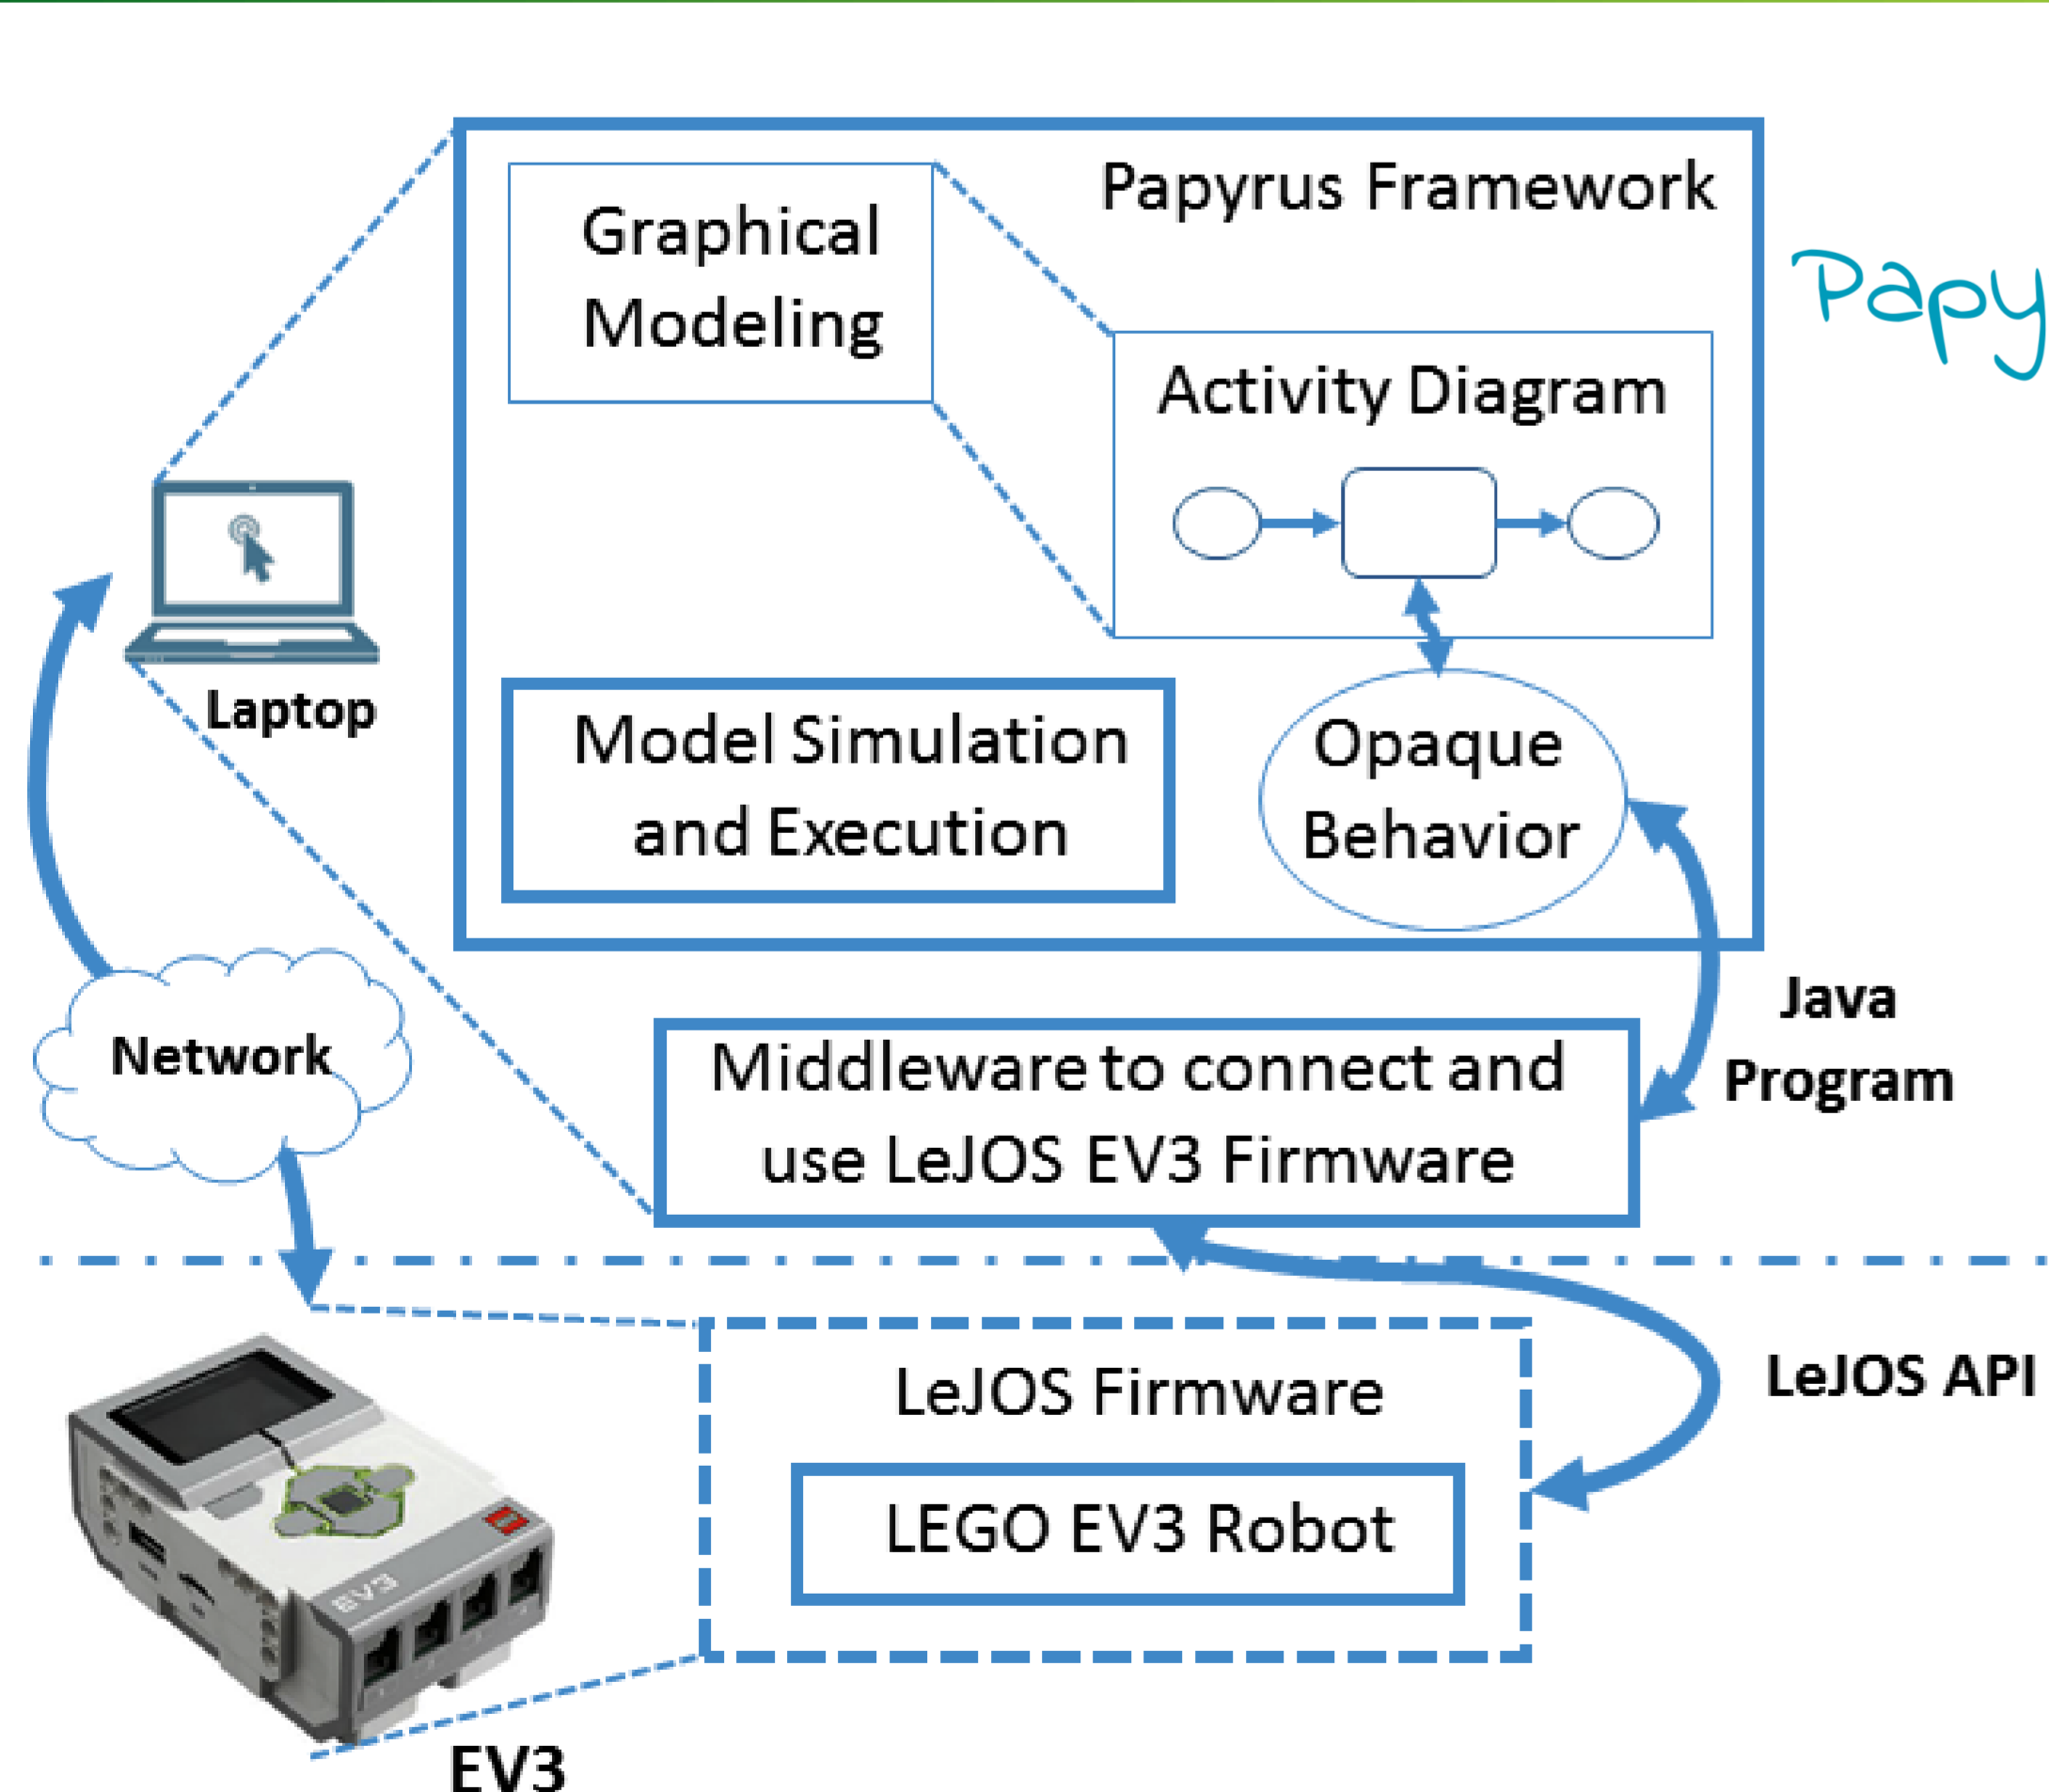 Papyrus Framework
Graphical
Modeling
Papy
Activity Diagram
Laptop
Model Simulation
and Execution
Opaque
Behavior
Java
Program
Network
Middleware to connect and
use LeJOS EV3 Firmware
LeJOS API
LeJOS Firmware
LEGO EV3 Robot
EV3
EV3